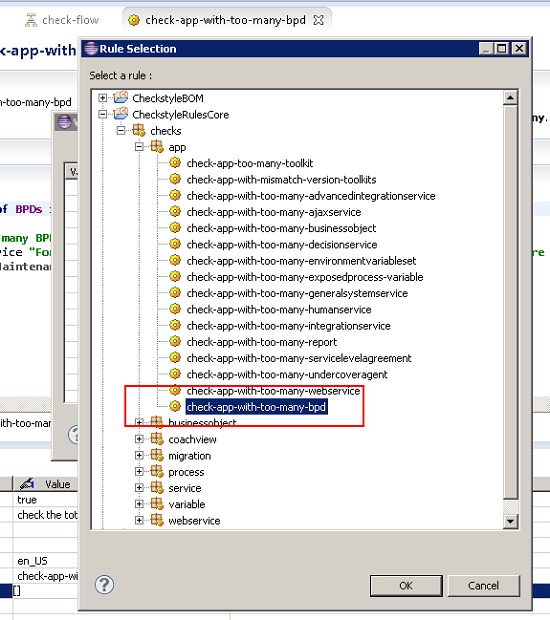 check-flow
check-app-with-too-many-bpd
k-app-with
Rule Selection
Select a rule :
CheckstyleBOM
CheckstyleRulesCore
checks
app
check-app-too-many-toolkit
check-app-with-mismatch-version-toolkits
check-app-with-too-many-advancedintegrationservice
check-app-with-too-many-ajaxservice
check-app-with-too-many-businessobject
check-app-with-too-many-decisionservice
check-app-with-too-many-environmentvariableset
check-app-with-too-many-exposedprocess-variable
check-app-with-too-many-generalsystemservice
check-app-with-too-many-humanservice
check-app-with-too-many-integrationservice
check-app-with-too-many-report
check-app-with-too-many-servicelevelagreement
check-app-with-too-many-undercoveragent
check-app-with-too-many-webservice
check-app-with-too-many-bpd
businessobject
coachview
migration
process
service
variable
webservice
OK
Cancel
h-too-many-bpd
any.
of BPDs
many BP
vice "Fo
Maintena
re
with-too-ma
Value
true
check the tot
en_US
check-app-wi
[]